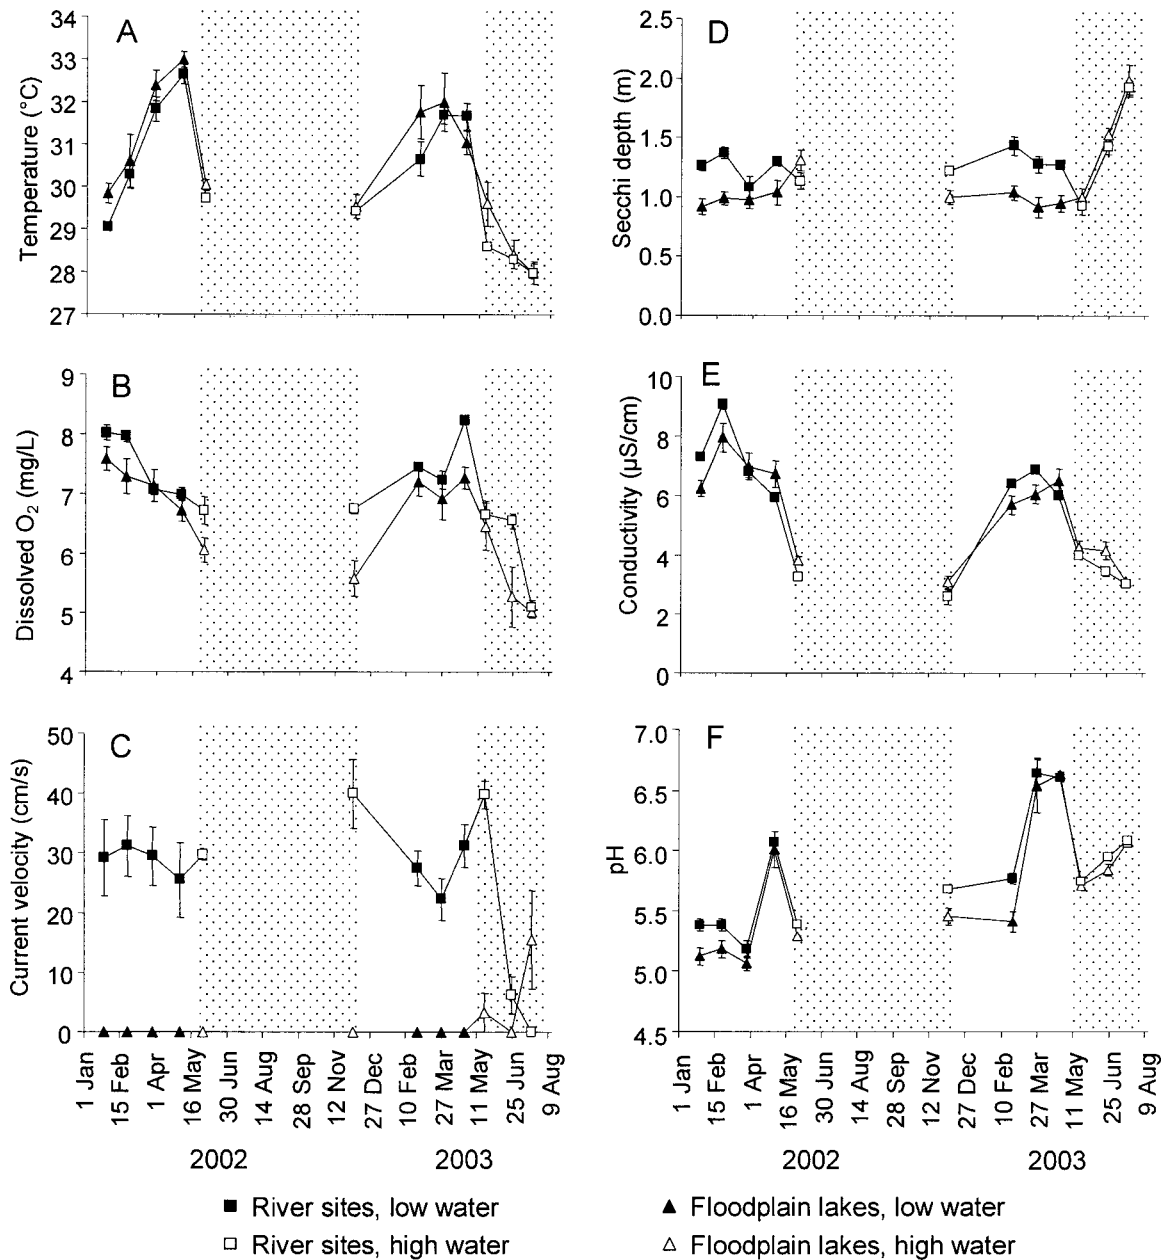 A
Temperature (°C)
34
33
32
31
30
29
28
27
D
Secchi depth (m)
2.5
2.0
1.5
1.0
0.5
0.0
B
Dissolved O₂ (mg/L)
9
8
7
6
5
4
E
Conductivity (µS/cm)
10
8
6
4
2
0
C
Current velocity (cm/s)
50
40
30
20
10
0
F
pH
7.0
6.5
6.0
5.5
5.0
4.5
1 Jan
15 Feb
1 Apr
16 May
30 Jun
14 Aug
28 Sep
12 Nov
27 Dec
10 Feb
27 Mar
11 May
25 Jun
9 Aug
1 Jan
15 Feb
1 Apr
16 May
30 Jun
14 Aug
28 Sep
12 Nov
27 Dec
10 Feb
27 Mar
11 May
25 Jun
9 Aug
2002 2003 2002 2003
River sites, low water
Floodplain lakes, low water
River sites, high water
Floodplain lakes, high water